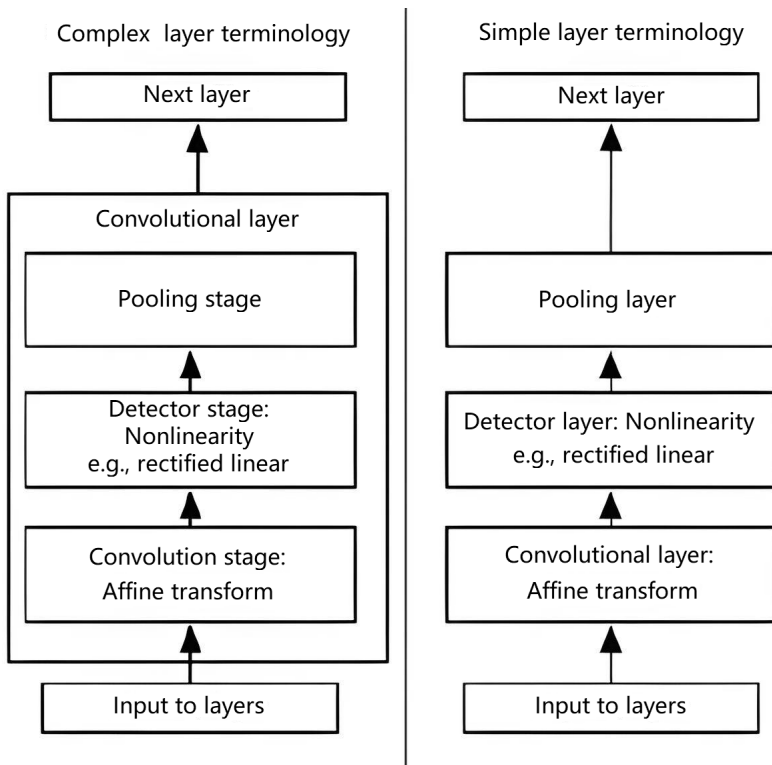 Complex layer terminology
Next layer
Convolutional layer
Pooling stage
Detector stage:
Nonlinearity
e.g., rectified linear
Convolution stage:
Affine transform
Input to layers
Simple layer terminology
Next layer
Pooling layer
Detector layer: Nonlinearity
e.g., rectified linear
Convolutional layer:
Affine transform
Input to layers